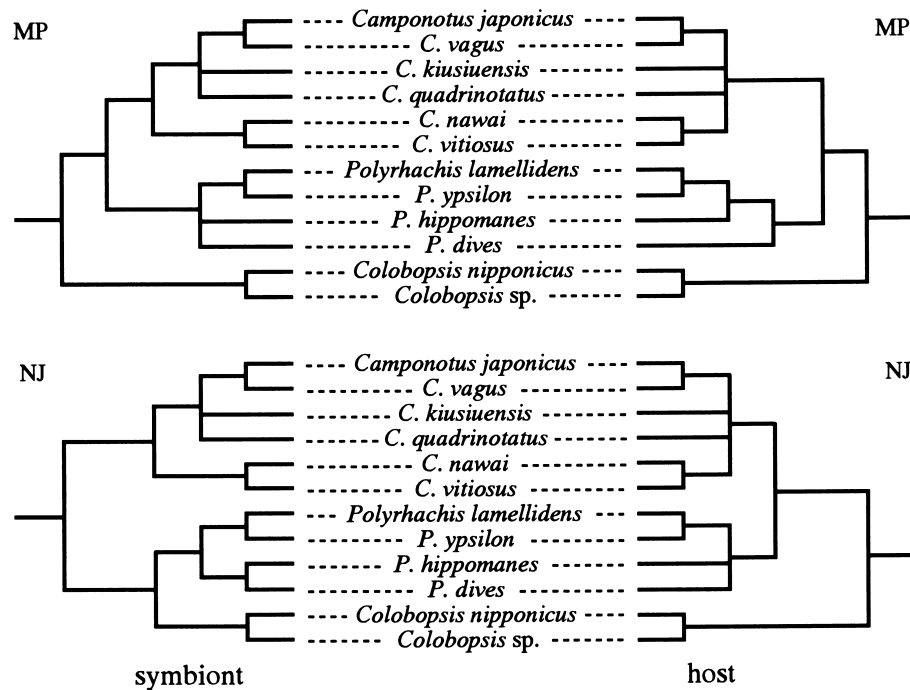 MP
MP
Camponotus japonicus
C. vagus
C. kiusiuensis
C. quadrinotatus
C. nawai
C. vitiosus
Polyrhachis lamellidens
P. ypsilon
P. hippomanes
P. dives
Colobopsis nipponicus
Colobopsis sp.
NJ
NJ
Camponotus japonicus
C. vagus
C. kiusiuensis
C. quadrinotatus
C. nawai
C. vitiosus
Polyrhachis lamellidens
P. ypsilon
P. hippomanes
P. dives
Colobopsis nipponicus
Colobopsis sp.
symbiont
host